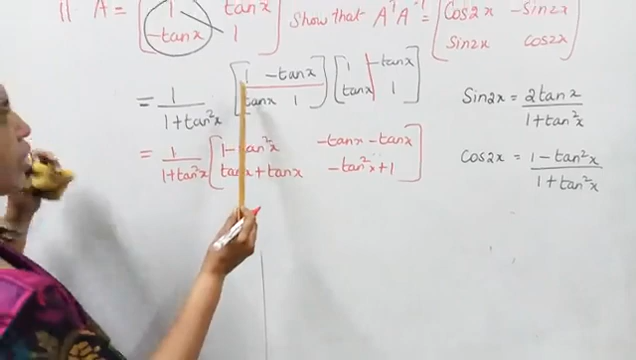 If A = [ 1 tanx Show that A'A⁻¹ = [ Cos2x -Sin2x
-tanx 1 ] Sin2x cos2x ]
= 1/(1+tan²x) [ 1 -tanx ] [ 1 -tanx ]
tanx 1 tanx 1 Sin2x = 2tanx/(1+tan²x)
= 1/(1+tan²x) [ 1-tan²x -tanx-tanx ] cos2x = (1-tan²x)/(1+tan²x)
tanx+tanx -tan²x+1